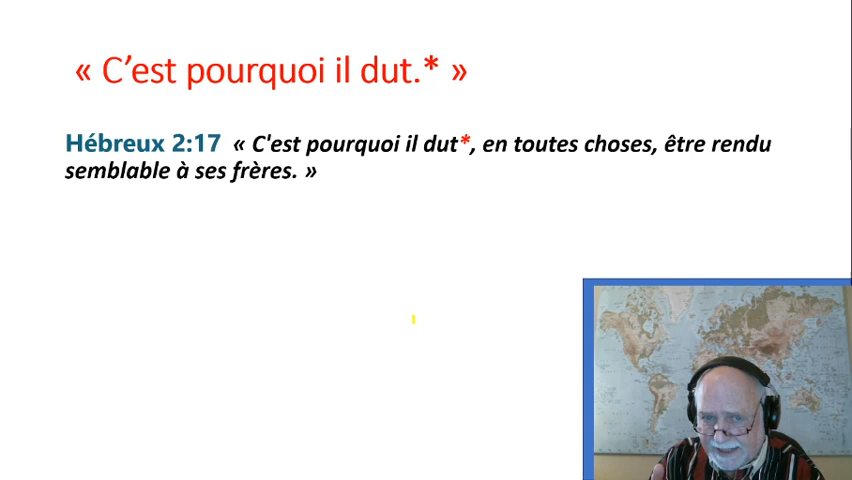 « C’est pourquoi il dut.* »
Hébreux 2:17 « C'est pourquoi il dut*, en toutes choses, être rendu
semblable à ses frères. »